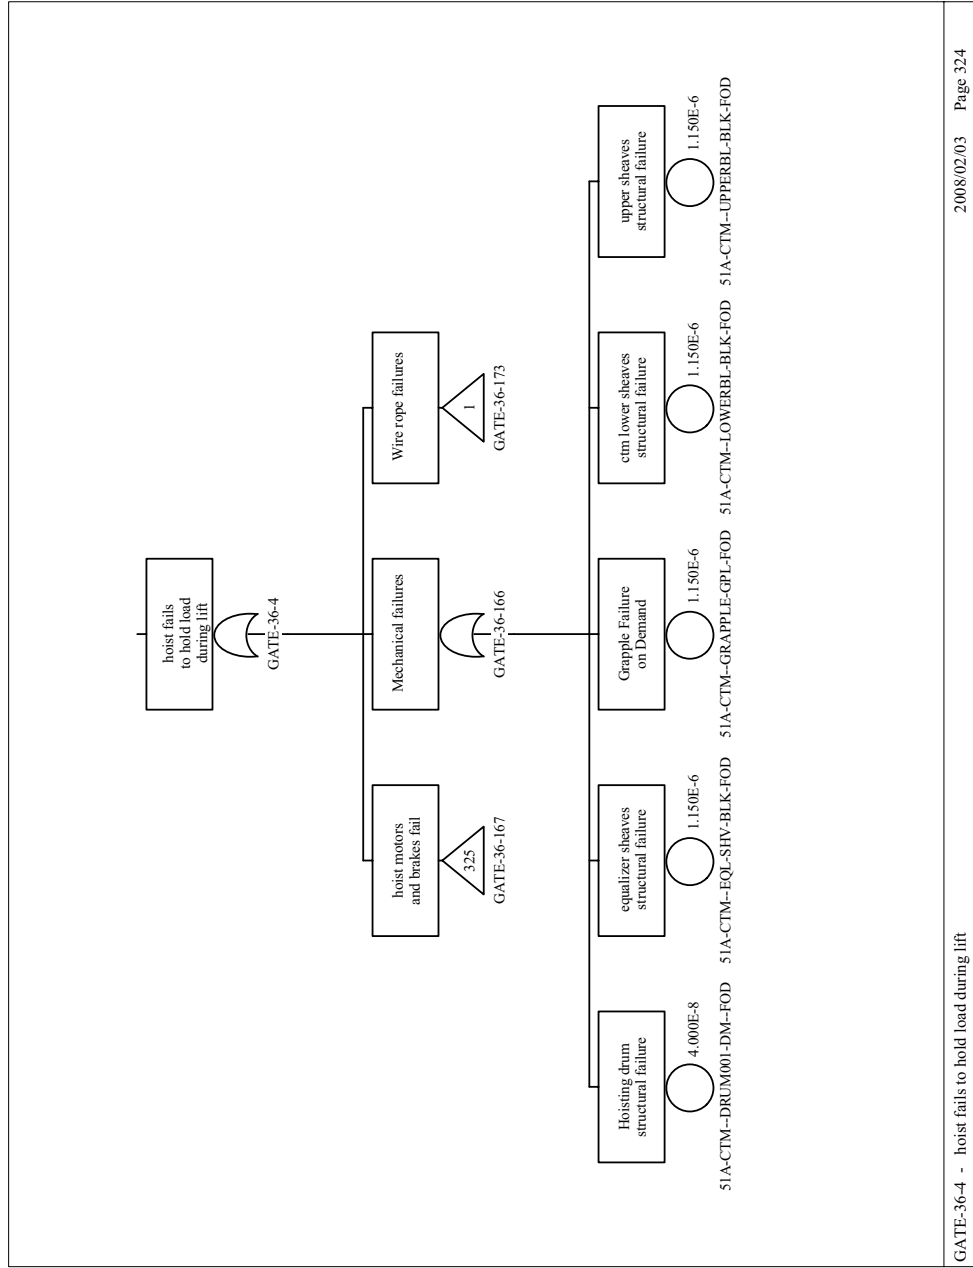 hoist fails
to hold load
during lift
GATE-36-4
hoist motors
and brakes fail
325
GATE-36-167
Mechanical failures
GATE-36-166
Wire rope failures
1
GATE-36-173
Hoisting drum
structural failure
4.000E-8
51A-CTM--DRUM001-DM--FOD
equalizer sheaves
structural failure
1.150E-6
51A-CTM--EQL-SHV-BLK-FOD
Grapple Failure
on Demand
1.150E-6
51A-CTM--GRAPPLE-GPL-FOD
ctm lower sheaves
structural failure
1.150E-6
51A-CTM--LOWERBL-BLK-FOD
upper sheaves
structural failure
1.150E-6
51A-CTM--UPPERBL-BLK-FOD
GATE-36-4 - hoist fails to hold load during lift
2008/02/03 Page 324